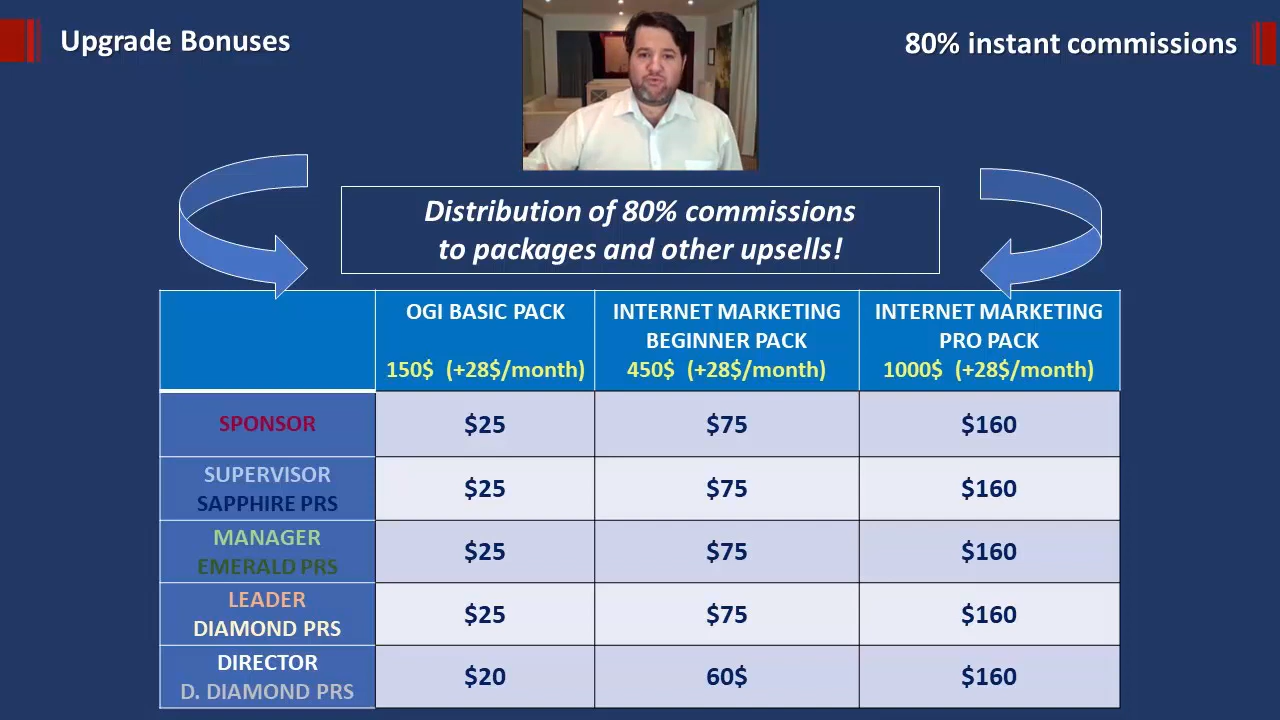 Upgrade Bonuses
80% instant commissions
Distribution of 80% commissions
to packages and other upsells!
OGI BASIC PACK
150$ (+28$/month)
INTERNET MARKETING
BEGINNER PACK
450$ (+28$/month)
INTERNET MARKETING
PRO PACK
1000$ (+28$/month)
SPONSOR
$25
$75
$160
SUPERVISOR
SAPPHIRE PRS
$25
$75
$160
MANAGER
EMERALD PRS
$25
$75
$160
LEADER
DIAMOND PRS
$25
$75
$160
DIRECTOR
D. DIAMOND PRS
$20
60$
$160